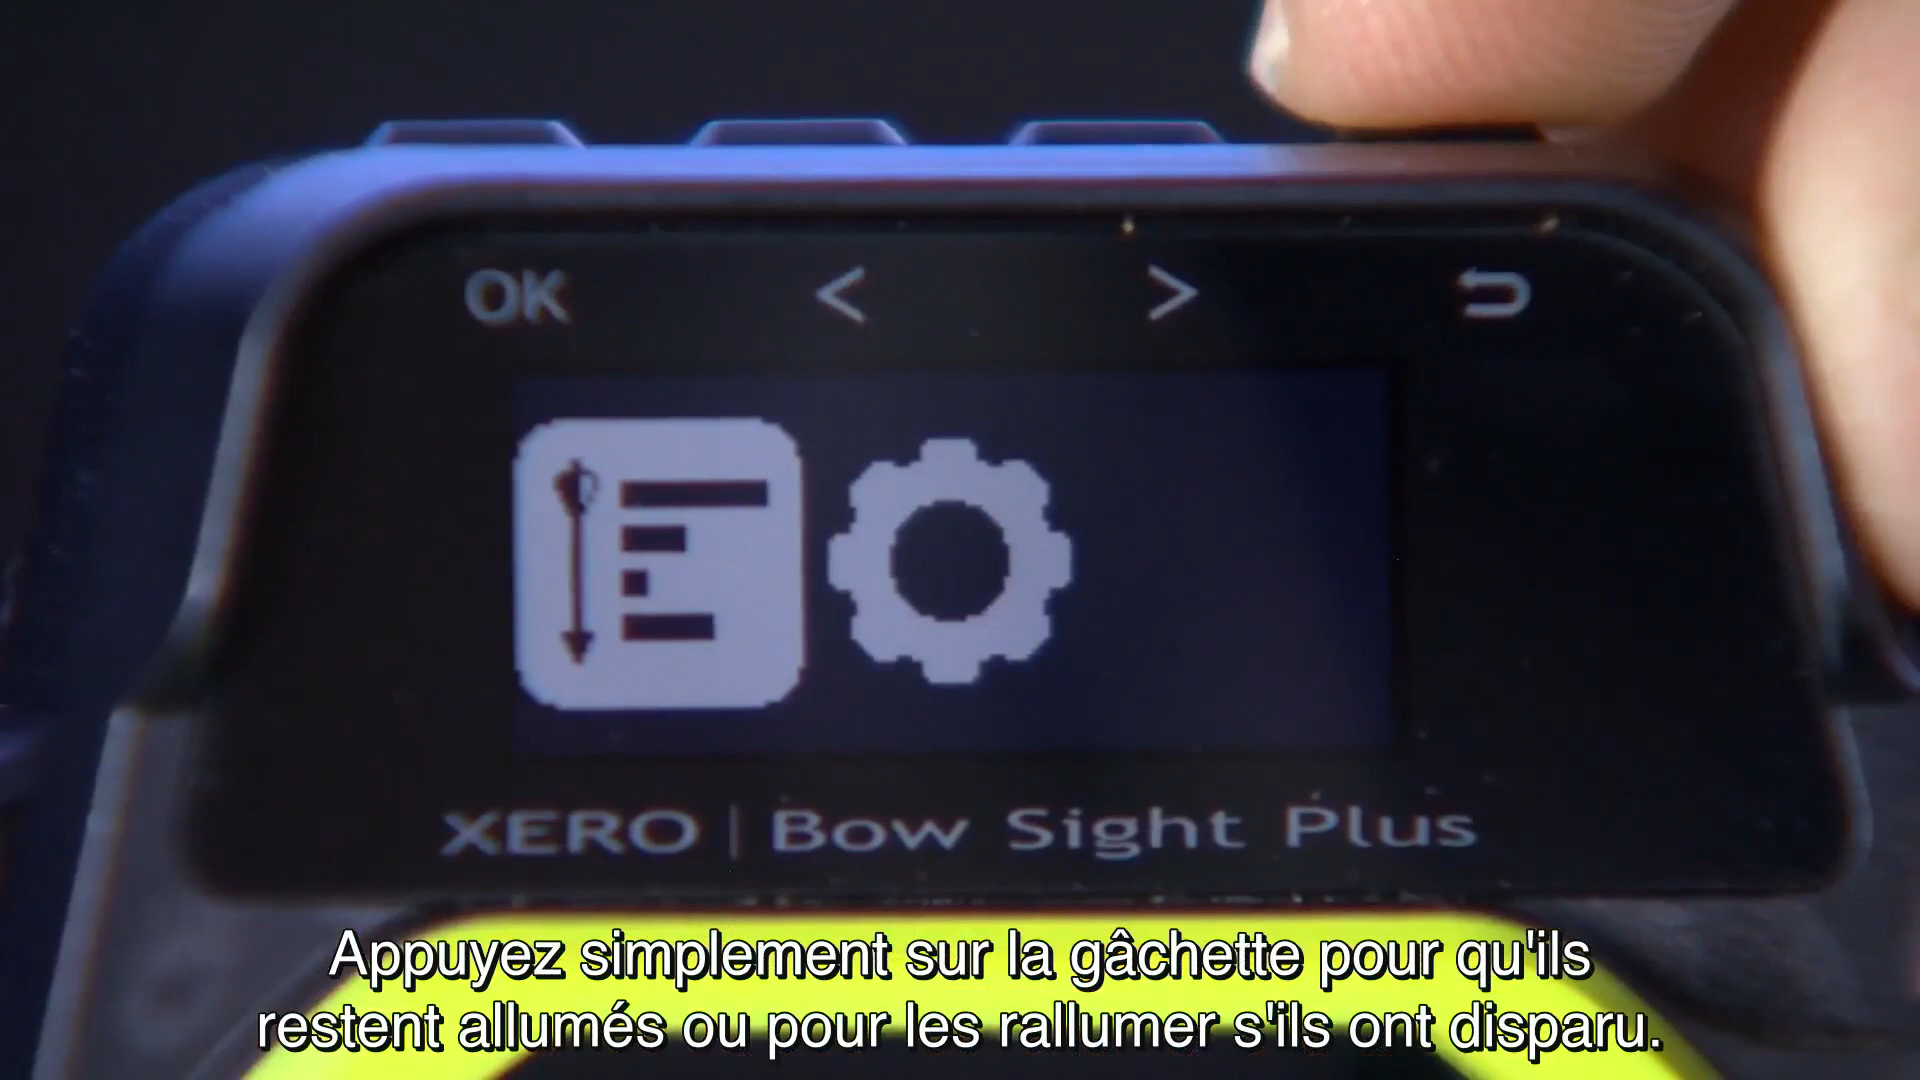 OK < >
XERO | Bow Sight Plus
Appuyez simplement sur la gâchette pour qu'ils
restent allumés ou pour les rallumer s'ils ont disparu.